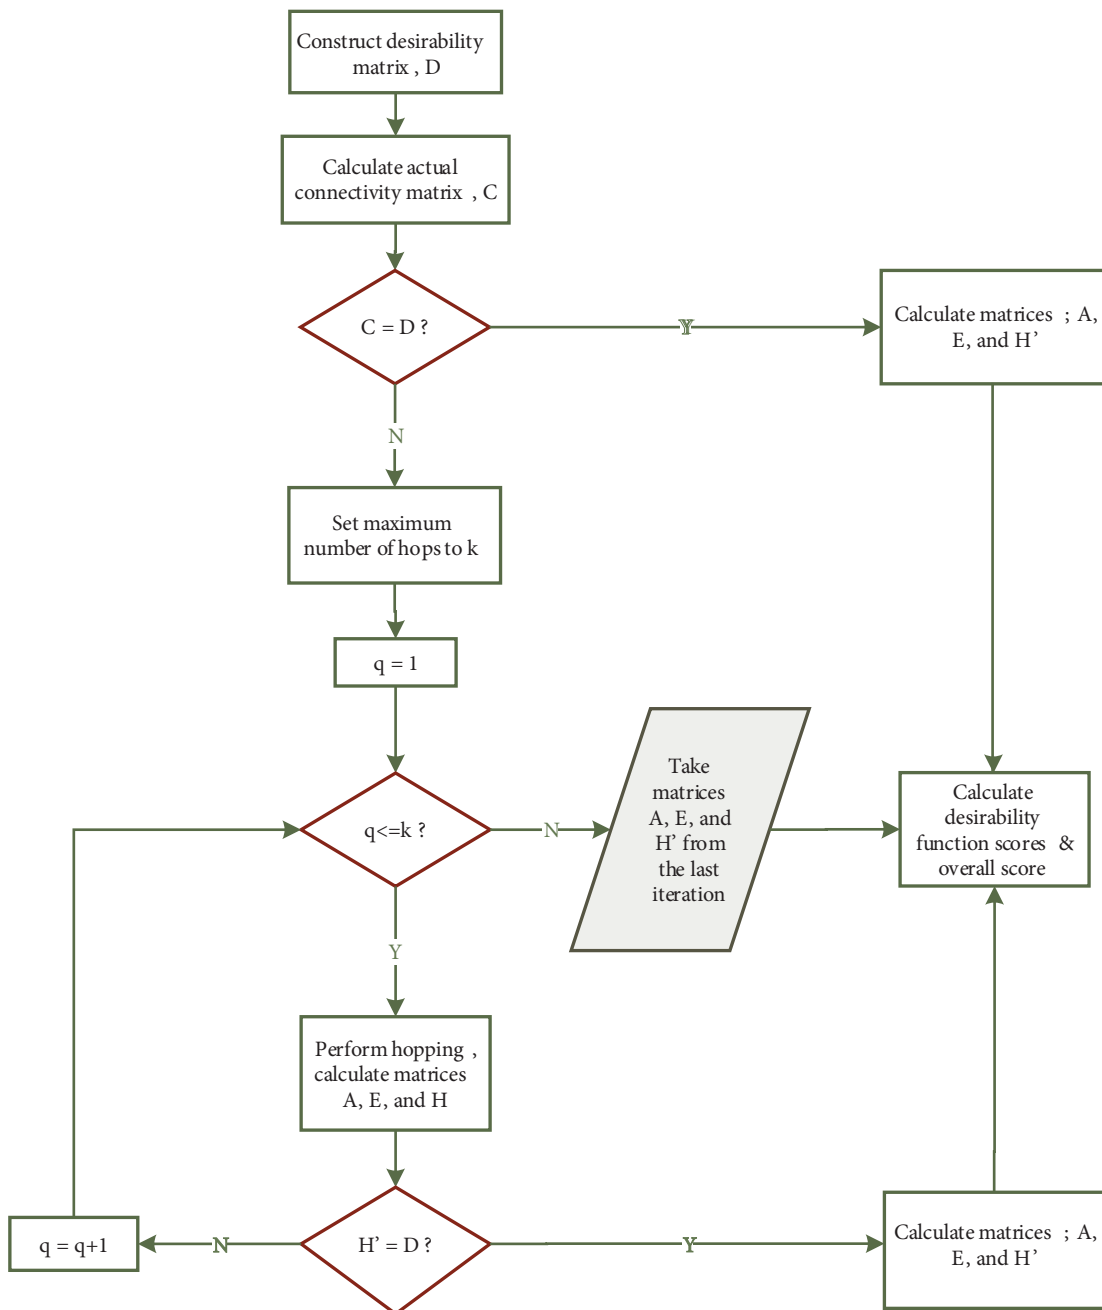 Construct desirability
matrix , D
Calculate actual
connectivity matrix , C
C = D ?
Y
Calculate matrices ; A,
E, and H’
N
Set maximum
number of hops to k
q = 1
q<=k ?
N
Take
matrices
A, E, and
H’ from
the last
iteration
Calculate
desirability
function scores &
overall score
Y
Perform hopping ,
calculate matrices
A, E, and H
H’ = D ?
N
q = q+1
Y
Calculate matrices ; A,
E, and H’